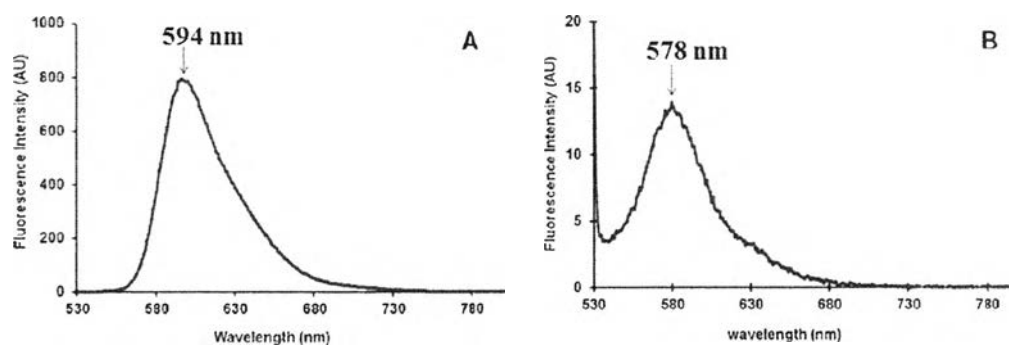 1000
800
600
400
200
0
Fluorescence Intensity (AU)
594 nm
A
530 580 630 680 730 780
Wavelength (nm)
20
15
10
5
0
Fluorescence Intensity (AU)
578 nm
B
530 580 630 680 730 780
wavelength (nm)